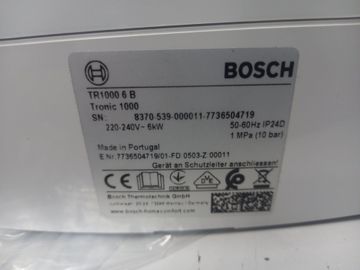 BOSCH
TR1000 6 B
Tronic 1000
SN: 8370-539-000011-7736504719
220-240V~ 6kW 50-60Hz IP24D
1 MPa (10 bar)
Made in Portugal
E.Nr.:7736504719/01-FD 0503-Z 00011
Gerät an Schutzleiter anschließen
Bosch Thermotechnik GmbH
Germany
www.bosch-homecomfort.com